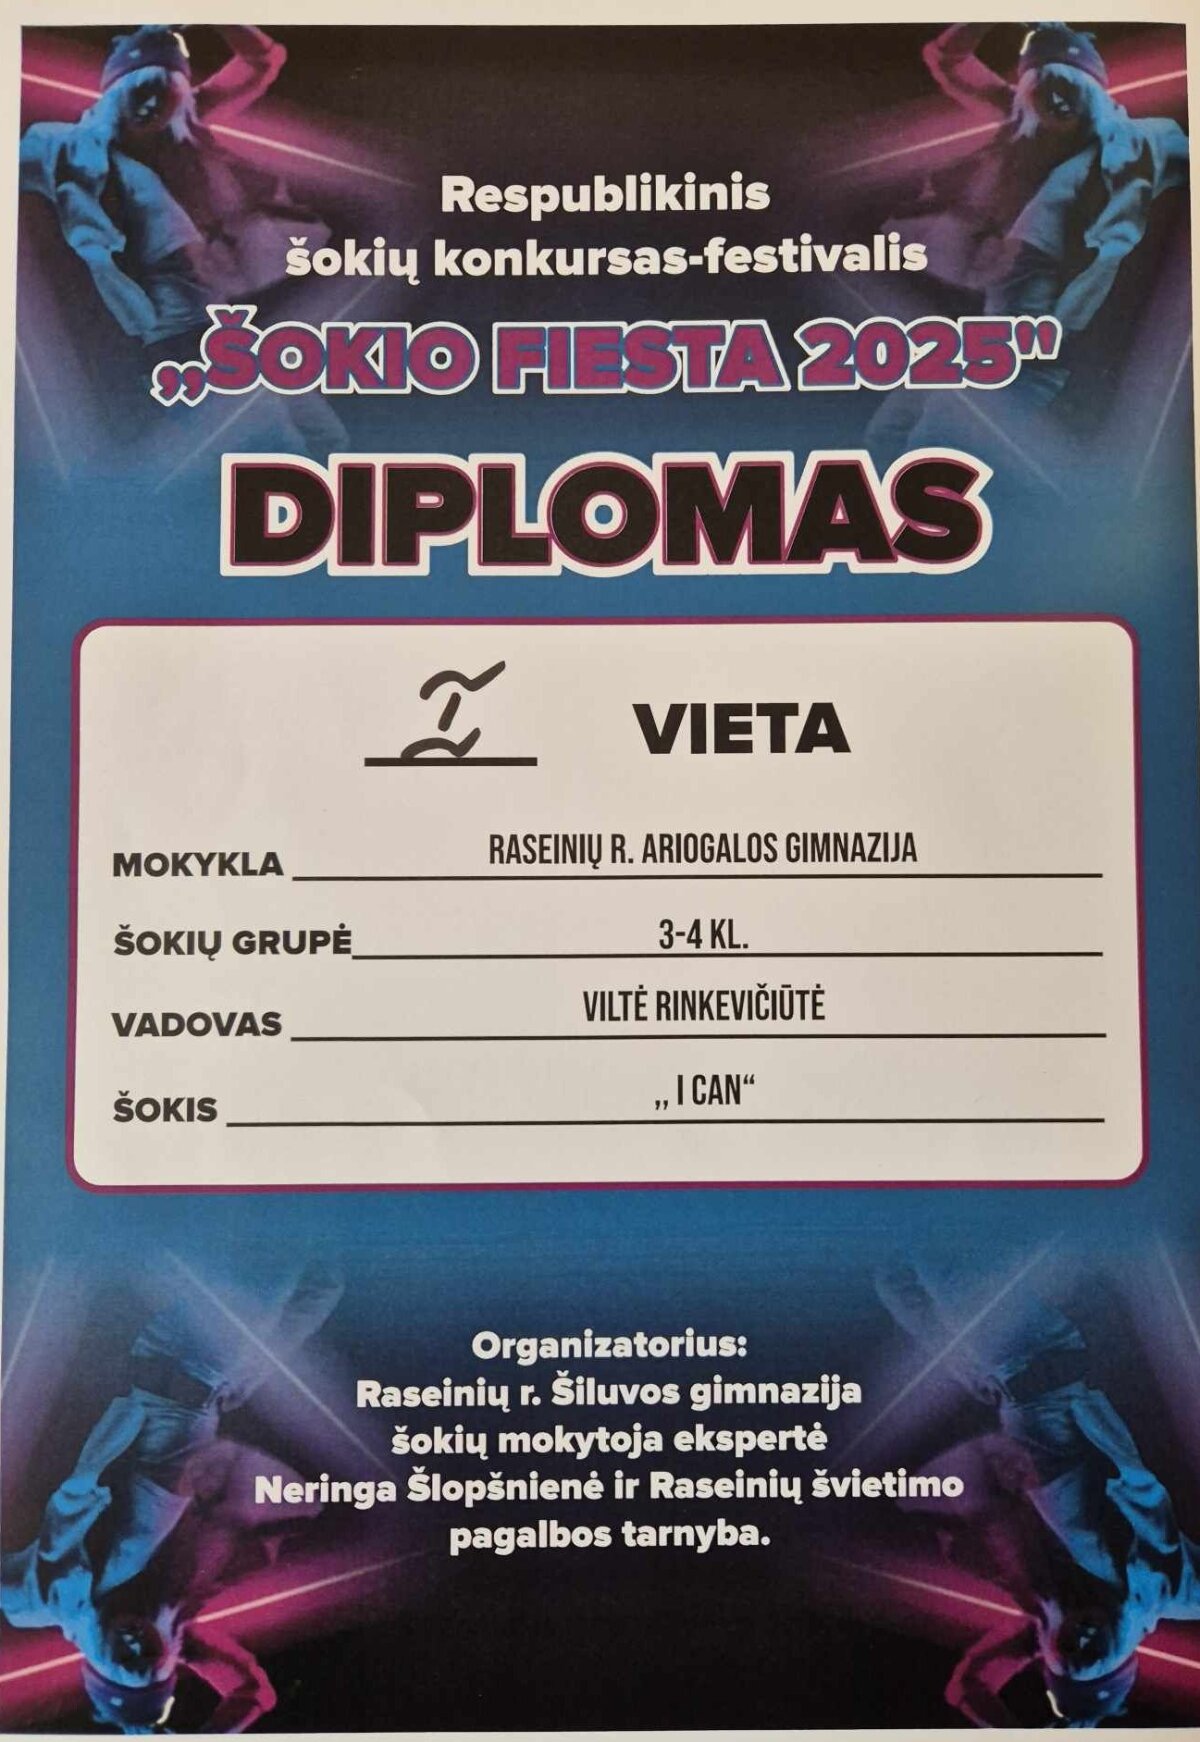 Respublikinis
šokių konkursas-festivalis
„ŠOKIO FIESTA 2025"
DIPLOMAS
I VIETA
MOKYKLA RASEINIŲ R. ARIOGALOS GIMNAZIJA
ŠOKIŲ GRUPĖ 3-4 KL.
VADOVAS VILTĖ RINKEVIČIŪTĖ
ŠOKIS „ I CAN“
Organizatorius:
Raseinių r. Šiluvos gimnazija
šokių mokytoja ekspertė
Neringa Šlopšnienė ir Raseinių švietimo
pagalbos tarnyba.